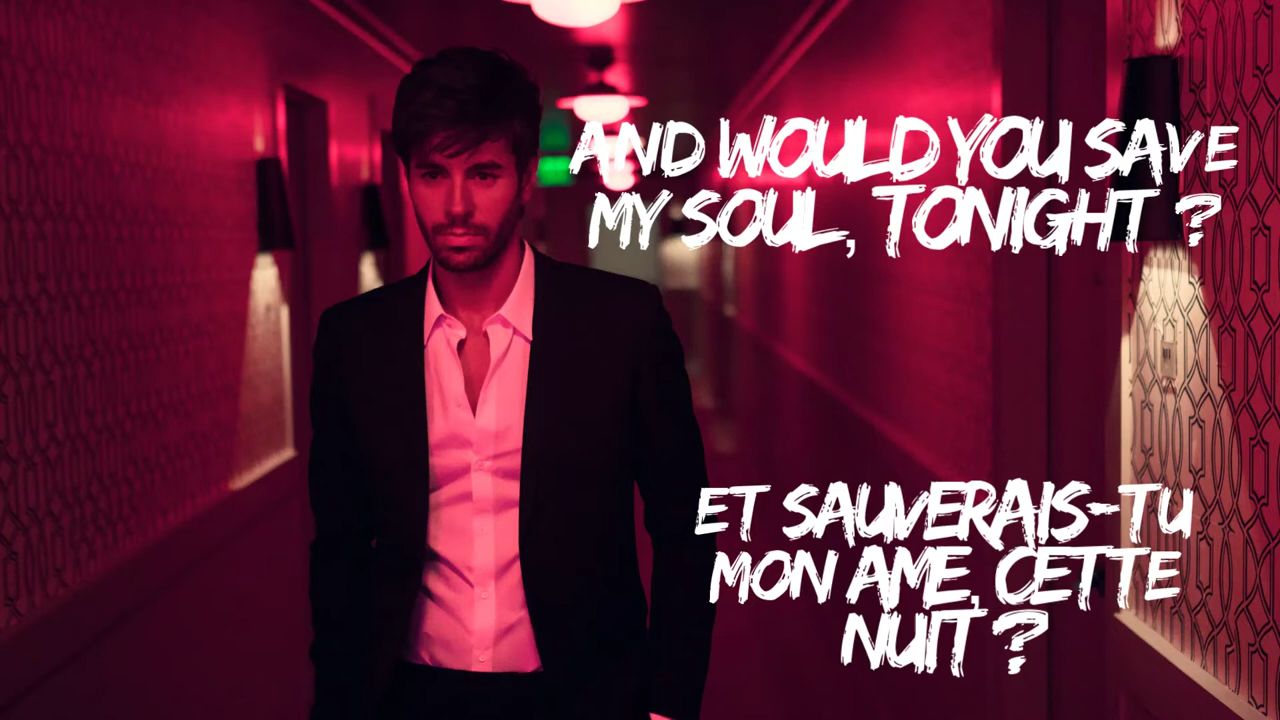 AND WOULD YOU SAVE
MY SOUL, TONIGHT ?
ET SAUVERAIS-TU
MON AME, CETTE
NUIT ?